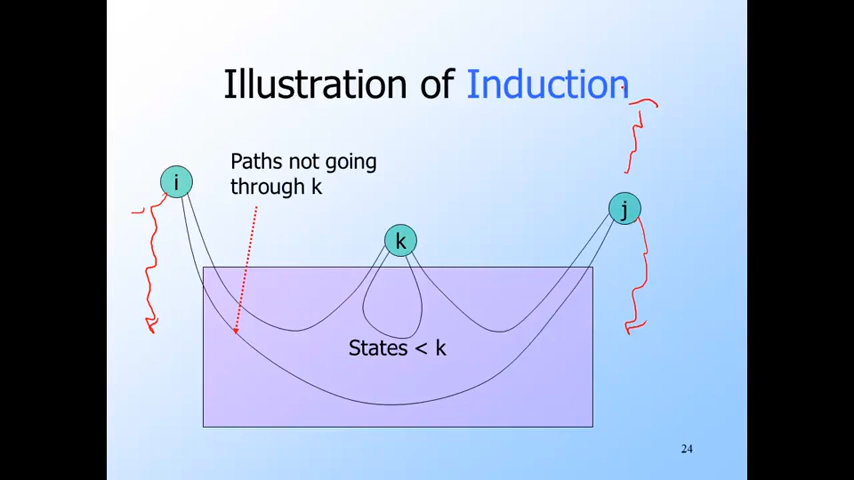 Illustration of Induction
Paths not going
through k
i
j
k
States < k
24